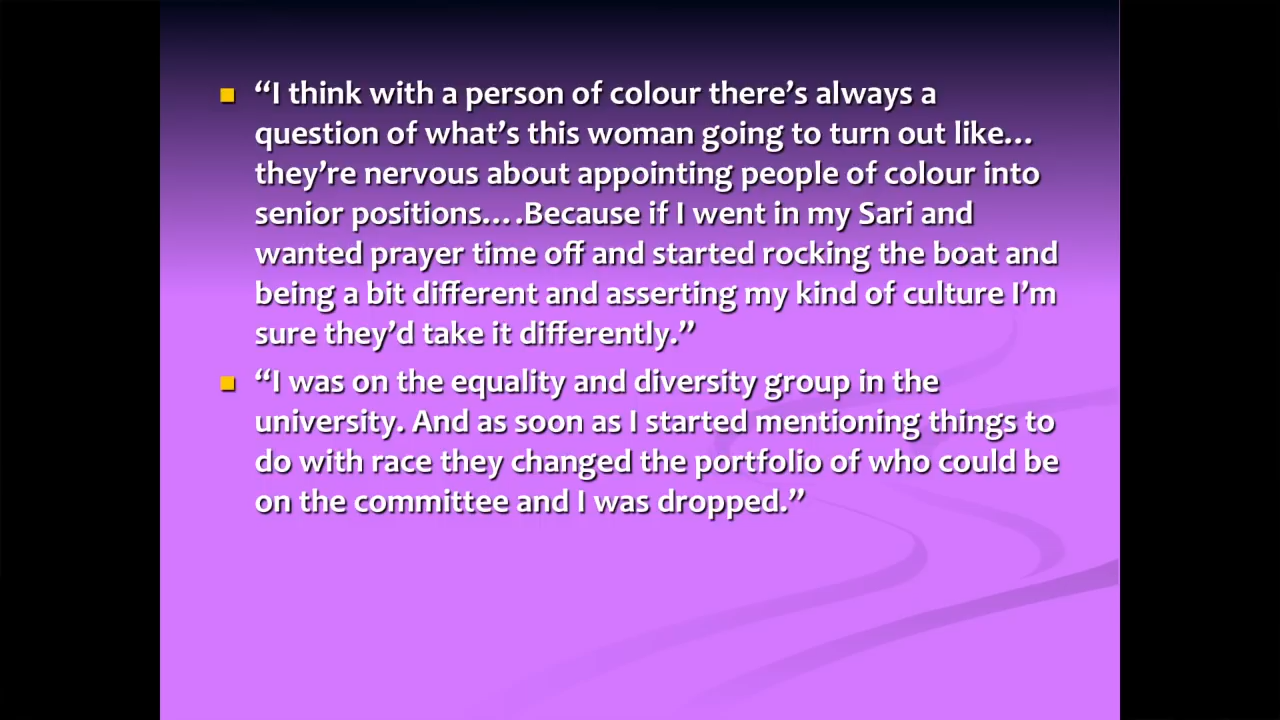 “I think with a person of colour there’s always a
question of what’s this woman going to turn out like…
they’re nervous about appointing people of colour into
senior positions….Because if I went in my Sari and
wanted prayer time off and started rocking the boat and
being a bit different and asserting my kind of culture I’m
sure they’d take it differently.”
“I was on the equality and diversity group in the
university. And as soon as I started mentioning things to
do with race they changed the portfolio of who could be
on the committee and I was dropped.”